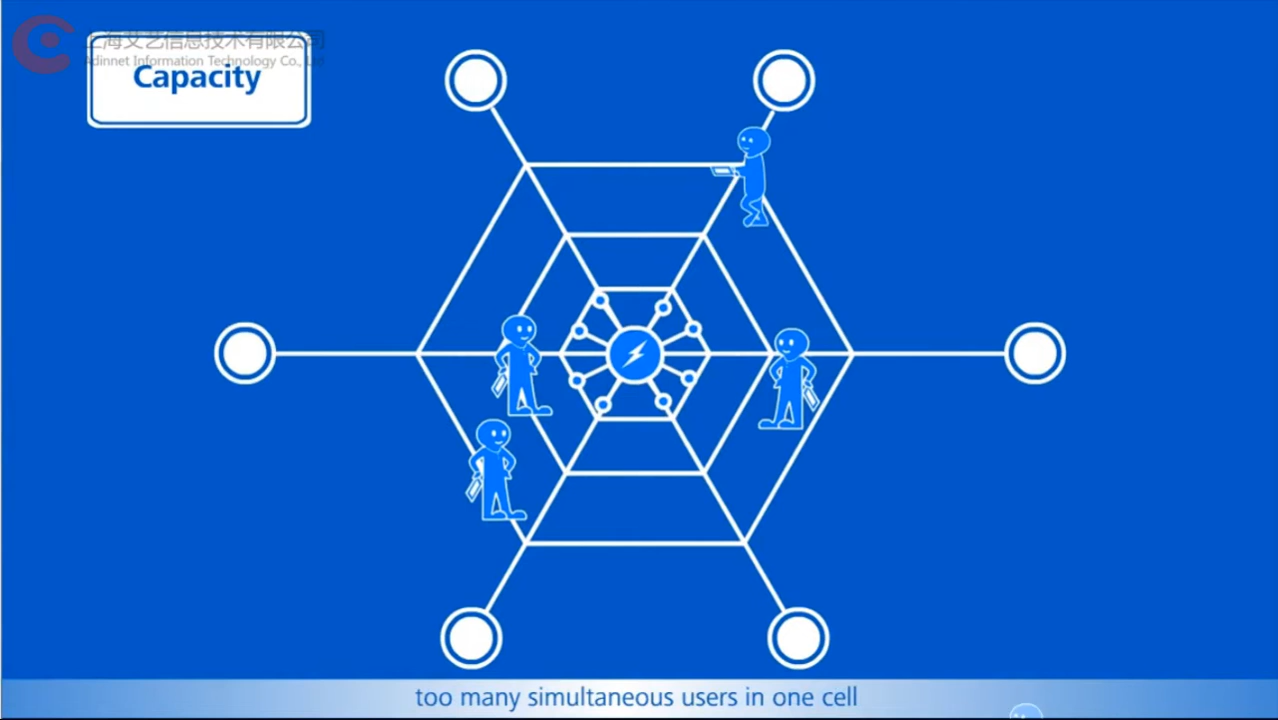 上海艾艺信息技术有限公司
Adinnet Information Technology Co., Ltd
Capacity
too many simultaneous users in one cell